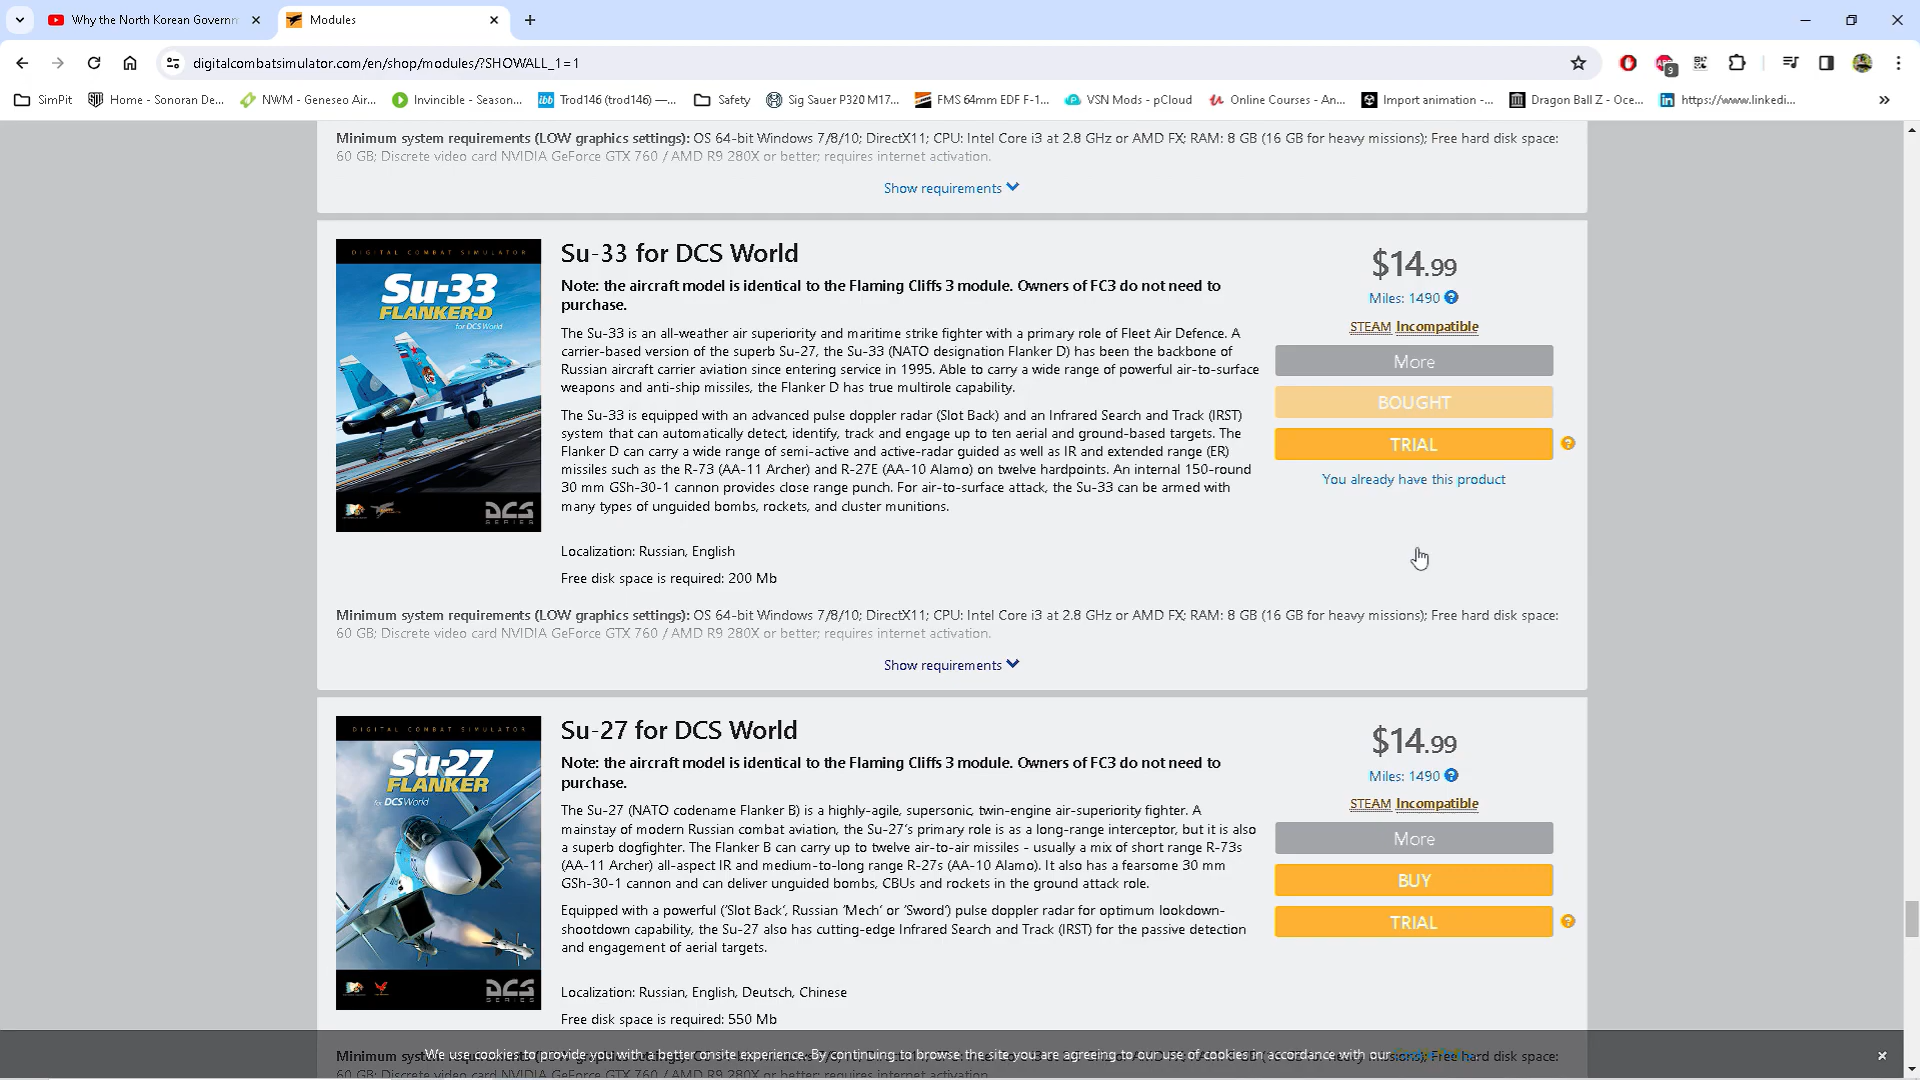 Why the North Korean Governm
Modules
digitalcombatsimulator.com/en/shop/modules/?SHOWALL_1=1
9
SimPit
Home - Sonoran De...
NWM - Geneseo Air...
Invincible - Season...
Trod146 (trod146) —...
Safety
Sig Sauer P320 M17...
FMS 64mm EDF F-1...
VSN Mods - pCloud
Online Courses - An...
Import animation -...
Dragon Ball Z - Oce...
https://www.linkedi...
Minimum system requirements (LOW graphics settings): OS 64-bit Windows 7/8/10; DirectX11; CPU: Intel Core i3 at 2.8 GHz or AMD FX; RAM: 8 GB (16 GB for heavy missions); Free hard disk space:
60 GB; Discrete video card NVIDIA GeForce GTX 760 / AMD R9 280X or better; requires internet activation.
Show requirements
DIGITAL COMBAT SIMULATOR
Su-33
FLANKER-D
for DCS World
DCS
SERIES
Su-33 for DCS World
Note: the aircraft model is identical to the Flaming Cliffs 3 module. Owners of FC3 do not need to
purchase.
The Su-33 is an all-weather air superiority and maritime strike fighter with a primary role of Fleet Air Defence. A
carrier-based version of the superb Su-27, the Su-33 (NATO designation Flanker D) has been the backbone of
Russian aircraft carrier aviation since entering service in 1995. Able to carry a wide range of powerful air-to-surface
weapons and anti-ship missiles, the Flanker D has true multirole capability.
The Su-33 is equipped with an advanced pulse doppler radar (Slot Back) and an Infrared Search and Track (IRST)
system that can automatically detect, identify, track and engage up to ten aerial and ground-based targets. The
Flanker D can carry a wide range of semi-active and active-radar guided as well as IR and extended range (ER)
missiles such as the R-73 (AA-11 Archer) and R-27E (AA-10 Alamo) on twelve hardpoints. An internal 150-round
30 mm GSh-30-1 cannon provides close range punch. For air-to-surface attack, the Su-33 can be armed with
many types of unguided bombs, rockets, and cluster munitions.
Localization: Russian, English
Free disk space is required: 200 Mb
$14.99
Miles: 1490
STEAM Incompatible
More
BOUGHT
TRIAL
You already have this product
Minimum system requirements (LOW graphics settings): OS 64-bit Windows 7/8/10; DirectX11; CPU: Intel Core i3 at 2.8 GHz or AMD FX; RAM: 8 GB (16 GB for heavy missions); Free hard disk space:
60 GB; Discrete video card NVIDIA GeForce GTX 760 / AMD R9 280X or better; requires internet activation.
Show requirements
DIGITAL COMBAT SIMULATOR
Su-27
FLANKER
for DCS World
DCS
SERIES
Su-27 for DCS World
Note: the aircraft model is identical to the Flaming Cliffs 3 module. Owners of FC3 do not need to
purchase.
The Su-27 (NATO codename Flanker B) is a highly-agile, supersonic, twin-engine air-superiority fighter. A
mainstay of modern Russian combat aviation, the Su-27's primary role is as a long-range interceptor, but it is also
a superb dogfighter. The Flanker B can carry up to twelve air-to-air missiles - usually a mix of short range R-73s
(AA-11 Archer) all-aspect IR and medium-to-long range R-27s (AA-10 Alamo). It also has a fearsome 30 mm
GSh-30-1 cannon and can deliver unguided bombs, CBUs and rockets in the ground attack role.
Equipped with a powerful ('Slot Back', Russian 'Mech' or 'Sword') pulse doppler radar for optimum lookdown-
shootdown capability, the Su-27 also has cutting-edge Infrared Search and Track (IRST) for the passive detection
and engagement of aerial targets.
Localization: Russian, English, Deutsch, Chinese
Free disk space is required: 550 Mb
$14.99
Miles: 1490
STEAM Incompatible
More
BUY
TRIAL
We use cookies to provide you with a better onsite experience. By continuing to browse the site you are agreeing to our use of cookies in accordance with our
60 GB; Discrete video card NVIDIA GeForce GTX 760 / AMD R9 280X or better; requires internet activation.